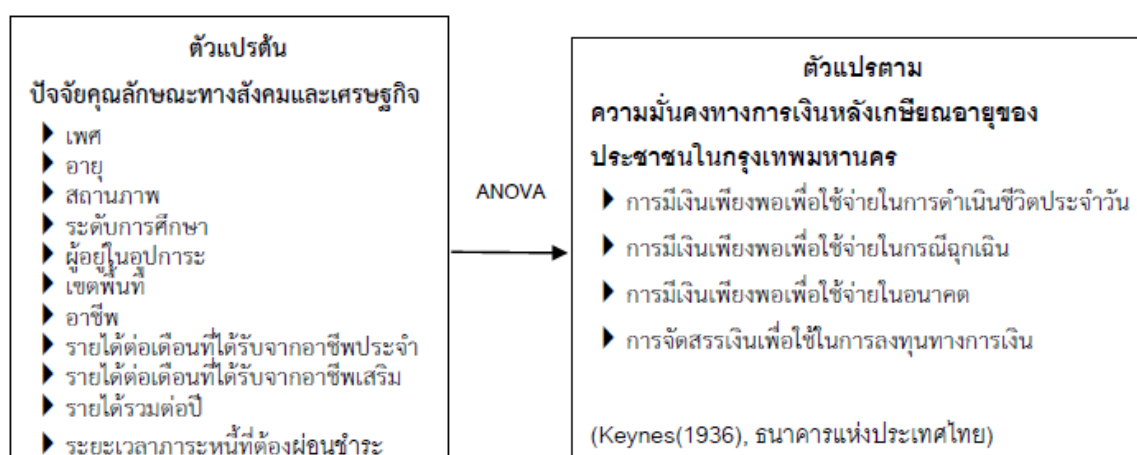 ตัวแปรต้น
ปัจจัยคุณลักษณะทางสังคมและเศรษฐกิจ
เพศ
อายุ
สถานภาพ
ระดับการศึกษา
ผู้อยู่ในอุปการะ
เขตพื้นที่
อาชีพ
รายได้ต่อเดือนที่ได้รับจากอาชีพประจำ
รายได้ต่อเดือนที่ได้รับจากอาชีพเสริม
รายได้รวมต่อปี
ระยะเวลาภาระหนี้ที่ต้องผ่อนชำระ
ANOVA
ตัวแปรตาม
ความมั่นคงทางการเงินหลังเกษียณอายุของ
ประชาชนในกรุงเทพมหานคร
การมีเงินเพียงพอเพื่อใช้จ่ายในการดำเนินชีวิตประจำวัน
การมีเงินเพียงพอเพื่อใช้จ่ายในกรณีฉุกเฉิน
การมีเงินเพียงพอเพื่อใช้จ่ายในอนาคต
การจัดสรรเงินเพื่อใช้ในการลงทุนทางการเงิน
(Keynes(1936), ธนาคารแห่งประเทศไทย)